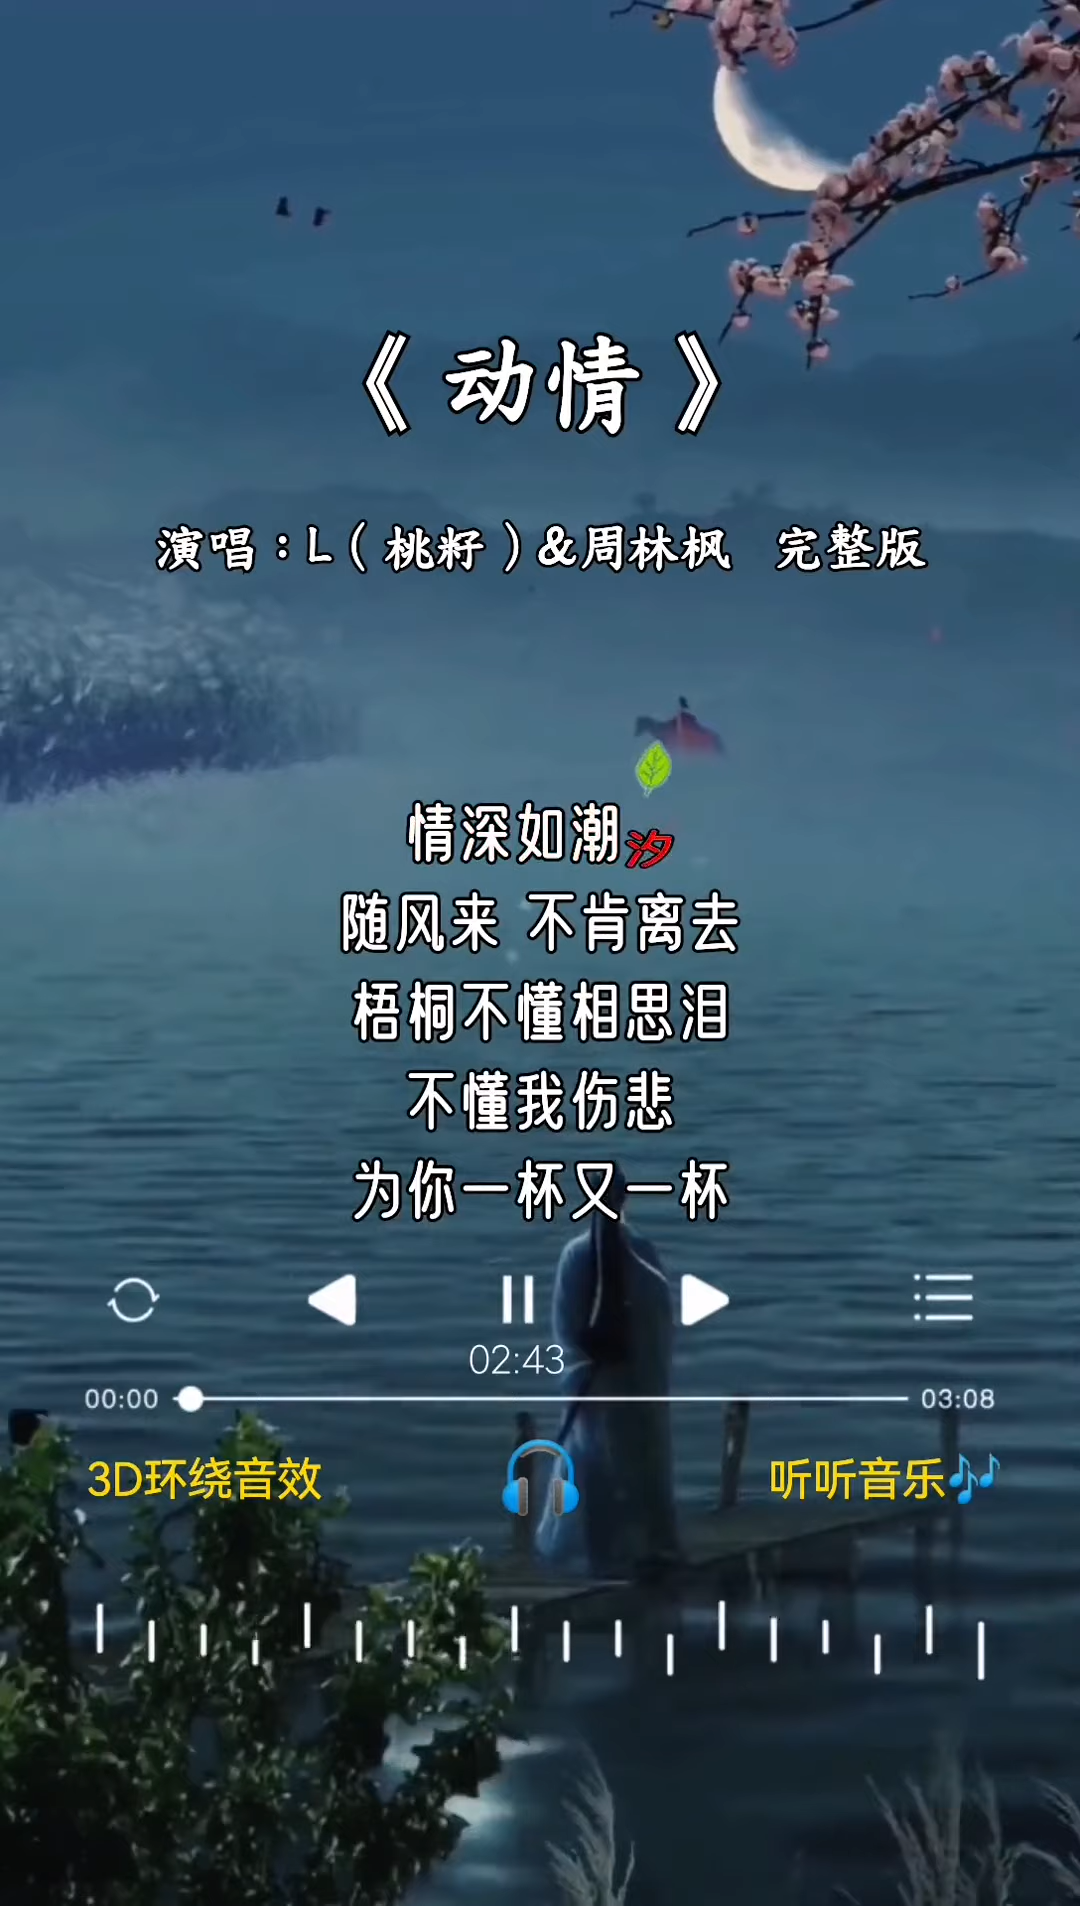 《 动情 》
演唱：L（桃籽）&周林枫 完整版
情深如潮汐
随风来 不肯离去
梧桐不懂相思泪
不懂我伤悲
为你一杯又一杯
02:43
00:00 03:08
3D环绕音效 听听音乐